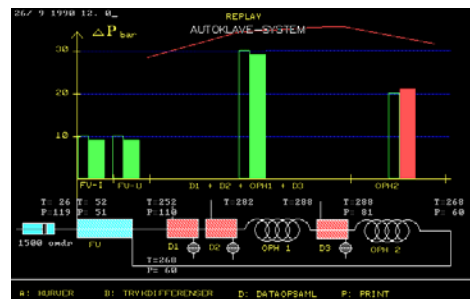 26/ 9 1990 12. 0_
REPLAY
AUTOKLAVE-SYSTEM
ΔP bar
30
20
10
FV-I FV-U D1 + D2 + OPH1 + D3 OPH2
T= 26 T= 52 T=252 T=282 T=288 T=288 T=268
P=119 P= 51 P=110 P= 81 P= 60
1500 omdr FV D1 D2 OPH 1 D3 OPH 2
T=268
P= 60
A: KURVER B: TRYKDIFFERENSER D: DATAOPSAML P: PRINT